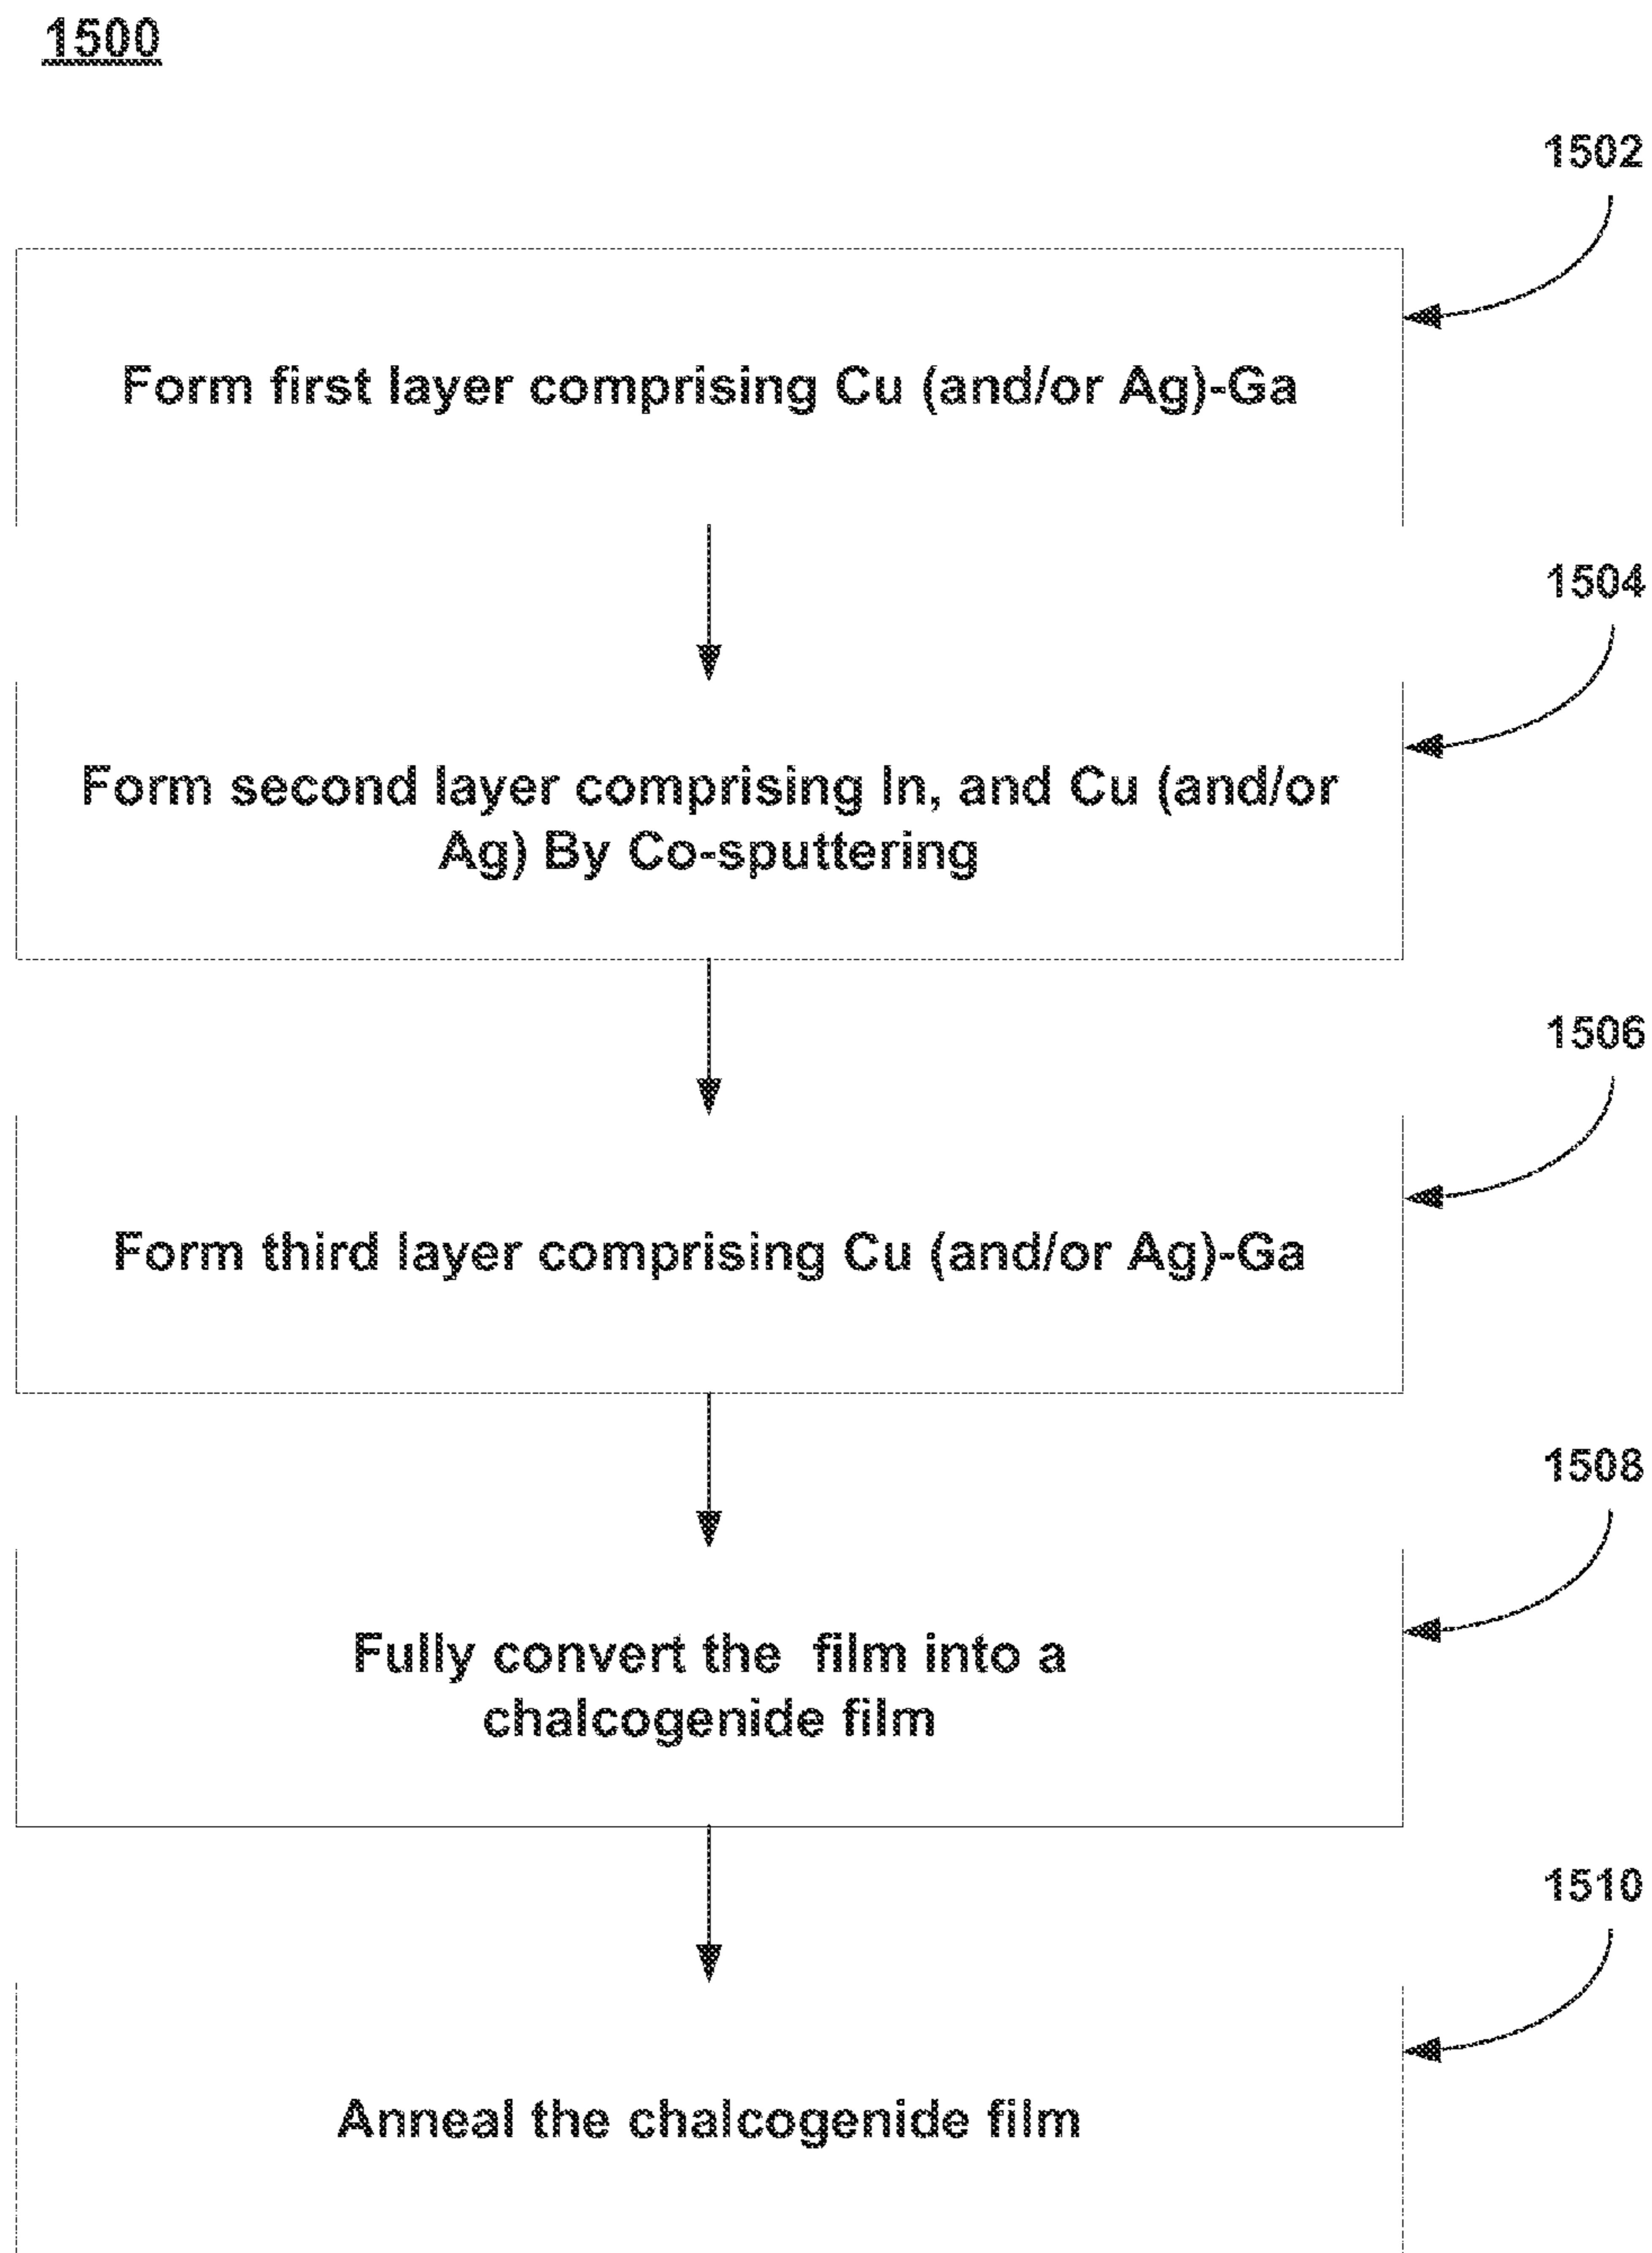 1500
1502
Form first layer comprising Cu (and/or Ag)-Ga
1504
Form second layer comprising In, and Cu (and/or
Ag) By Co-sputtering
1506
Form third layer comprising Cu (and/or Ag)-Ga
1508
Fully convert the film into a
chalcogenide film
1510
Anneal the chalcogenide film